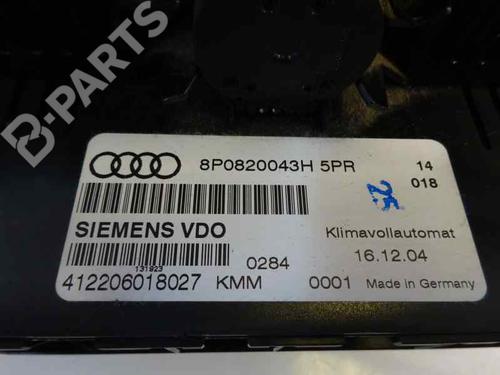 B-PARTS
8P0820043H 5PR
14
018
25
SIEMENS VDO
Klimavollautomat
131923
0284
16.12.04
412206018027 KMM 0001 Made in Germany